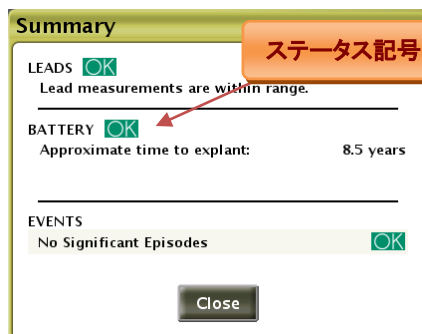 Summary
ステータス記号
LEADS OK
Lead measurements are within range.
BATTERY OK
Approximate time to explant: 8.5 years
EVENTS
No Significant Episodes OK
Close